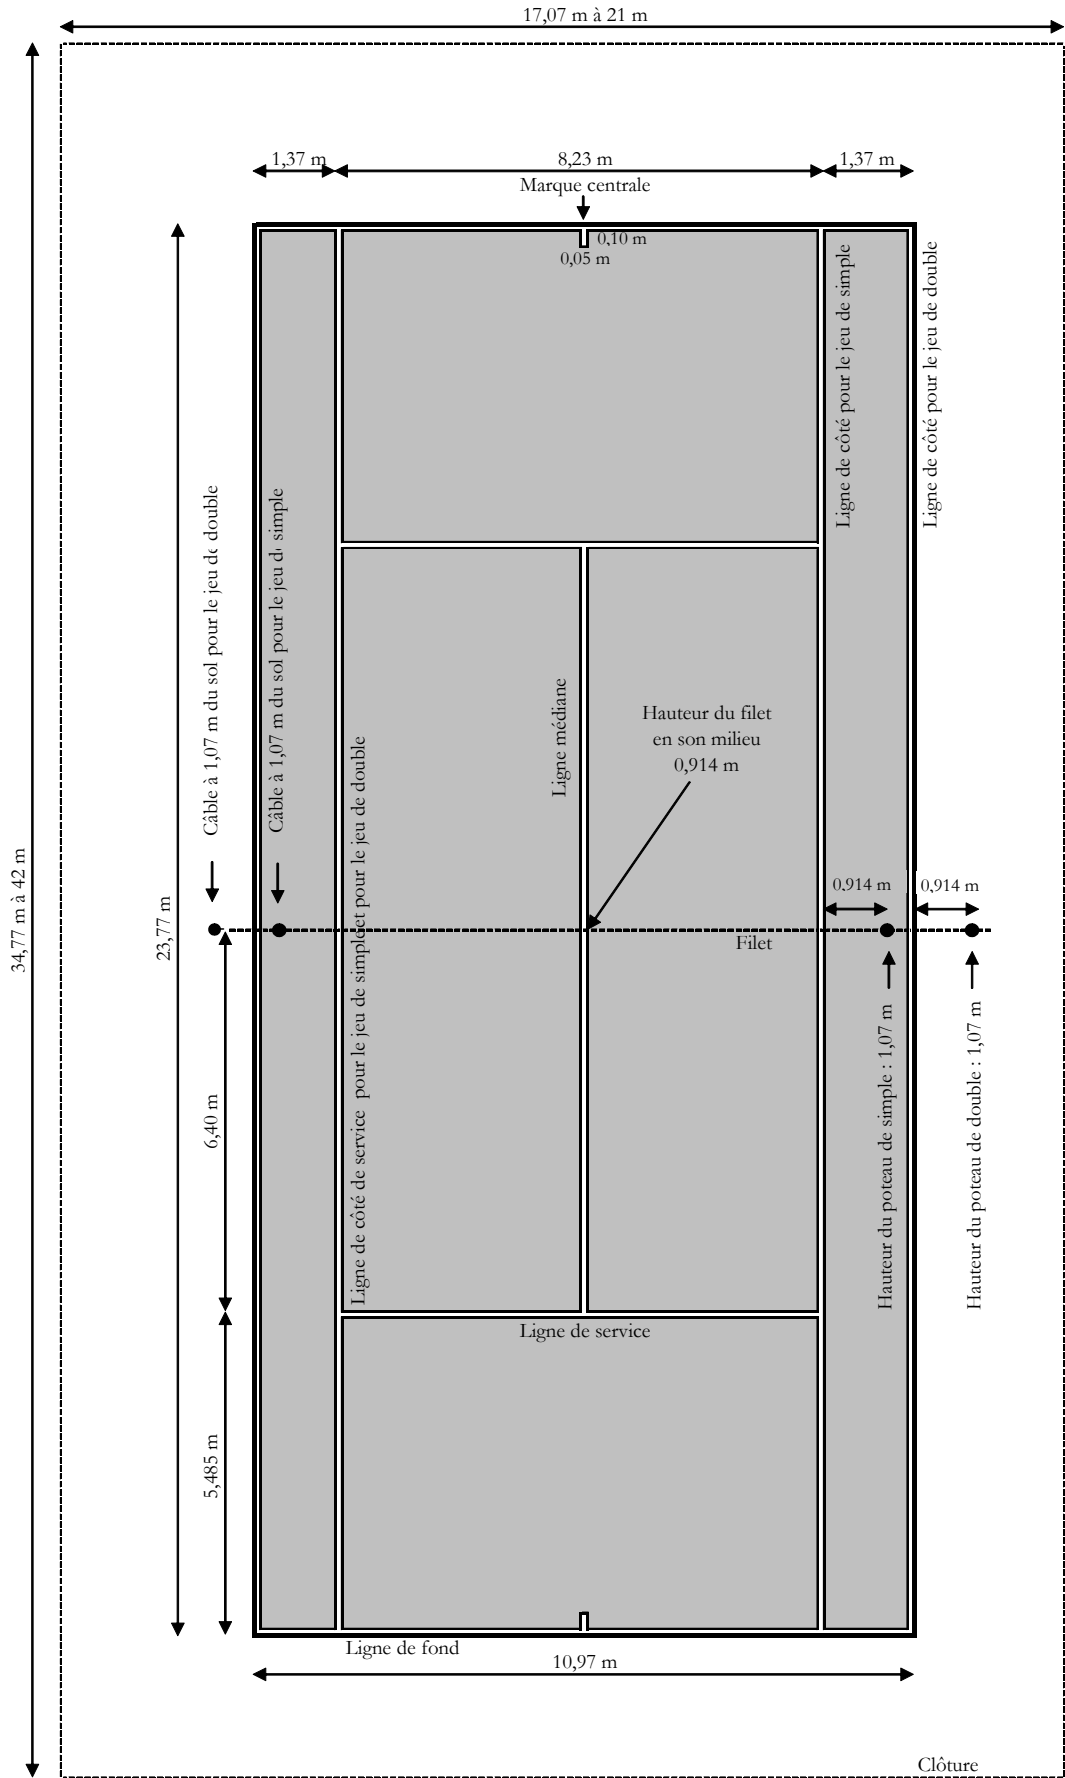 17,07 m à 21 m
1,37 m
8,23 m
1,37 m
Marque centrale
0,10 m
0,05 m
Ligne de côté pour le jeu de simple
Ligne de côté pour le jeu de double
Câble à 1,07 m du sol pour le jeu de double
Câble à 1,07 m du sol pour le jeu d simple
Ligne médiane
Hauteur du filet
en son milieu
0,914 m
Ligne de côté de service pour le jeu de simple et pour le jeu de double
34,77 m à 42 m
23,77 m
0,914 m
0,914 m
Filet
6,40 m
Hauteur du poteau de simple : 1,07 m
Hauteur du poteau de double : 1,07 m
Ligne de service
5,485 m
Ligne de fond
10,97 m
Clôture